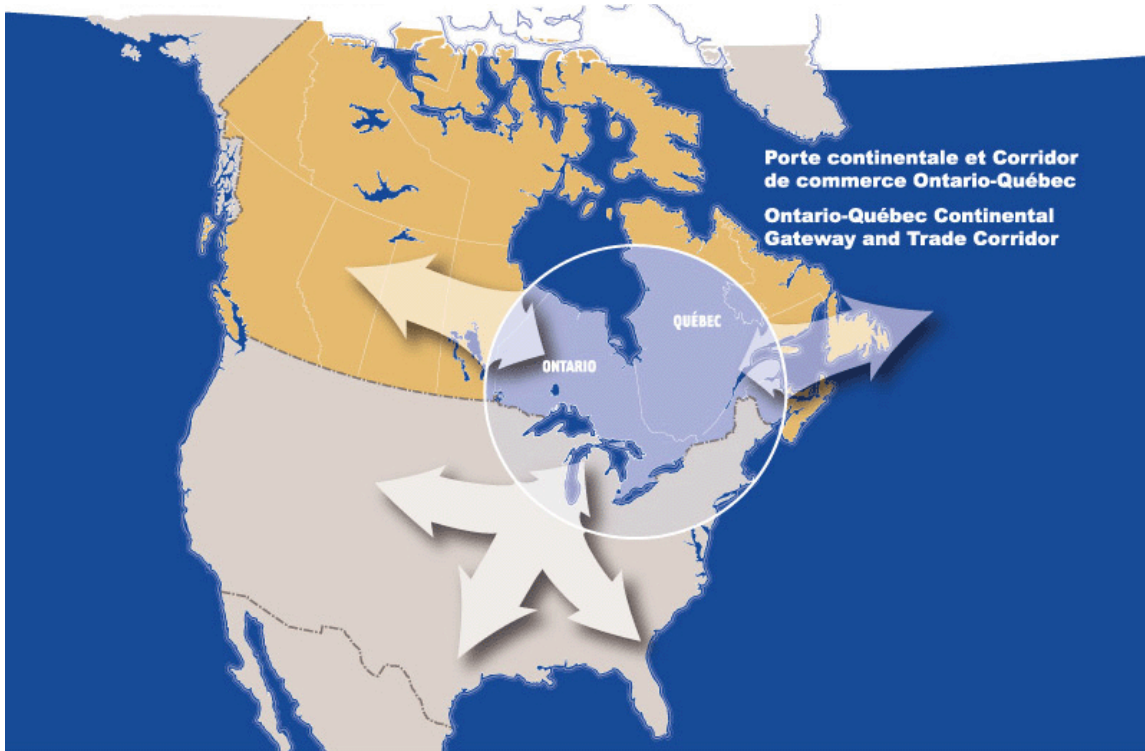 Porte continentale et Corridor
de commerce Ontario-Québec
Ontario-Québec Continental
Gateway and Trade Corridor
QUÉBEC
ONTARIO